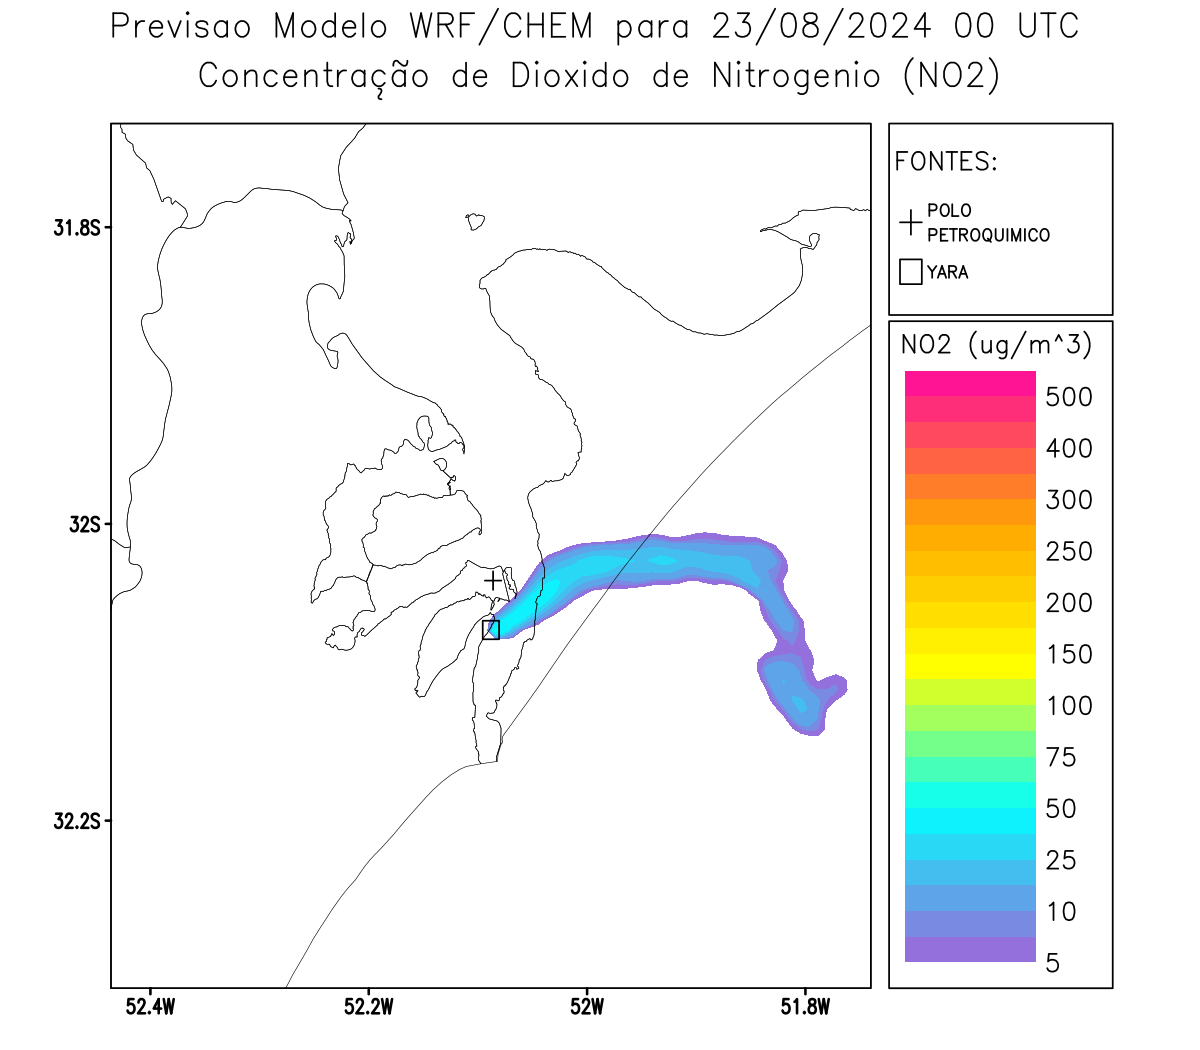 Previsao Modelo WRF/CHEM para 23/08/2024 00 UTC
Concentração de Dioxido de Nitrogenio (NO2)
FONTES:
POLO
PETROQUIMICO
YARA
NO2 (ug/m^3)
500
400
300
250
200
150
100
75
50
25
10
5
31.8S
32S
32.2S
52.4W
52.2W
52W
51.8W